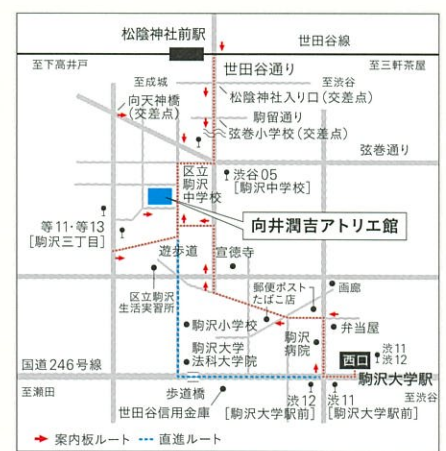 松陰神社前駅
世田谷線
至下高井戸
世田谷通り
至三軒茶屋
至成城
至渋谷
向天神橋
(交差点)
松陰神社入り口(交差点)
駒留通り
弦巻小学校(交差点)
弦巻通り
区立
駒沢
中学校
渋谷05
[駒沢中学校]
向井潤吉アトリエ館
等11・等13
[駒沢三丁目]
遊歩道
宣徳寺
区立駒沢
生活実習所
郵便ポスト
たばこ店
画廊
駒沢小学校
弁当屋
駒沢大学
法科大学院
駒沢
病院
西口
渋11
渋12
国道246号線
駒沢大学駅
至瀬田
歩道橋
渋12
渋11
至渋谷
世田谷信用金庫
[駒沢大学駅前]
[駒沢大学駅前]
案内板ルート
直進ルート